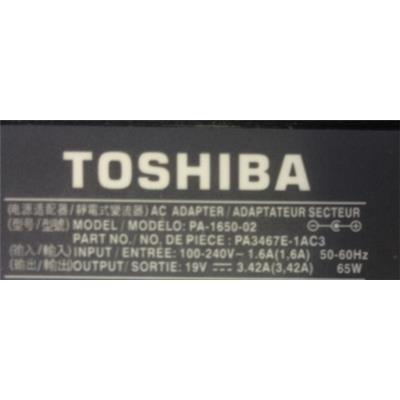 TOSHIBA
(电源适配器/靜電式變流器) AC ADAPTER / ADAPTATEUR SECTEUR
(型号/型號) MODEL / MODELO: PA-1650-02
PART NO./ NO. DE PIECE : PA3467E-1AC3
(输入/輸入) INPUT / ENTRÉE: 100-240V~ 1.6A(1,6A) 50-60Hz
(输出/輸出) OUTPUT/ SORTIE: 19V 3.42A(3,42A) 65W